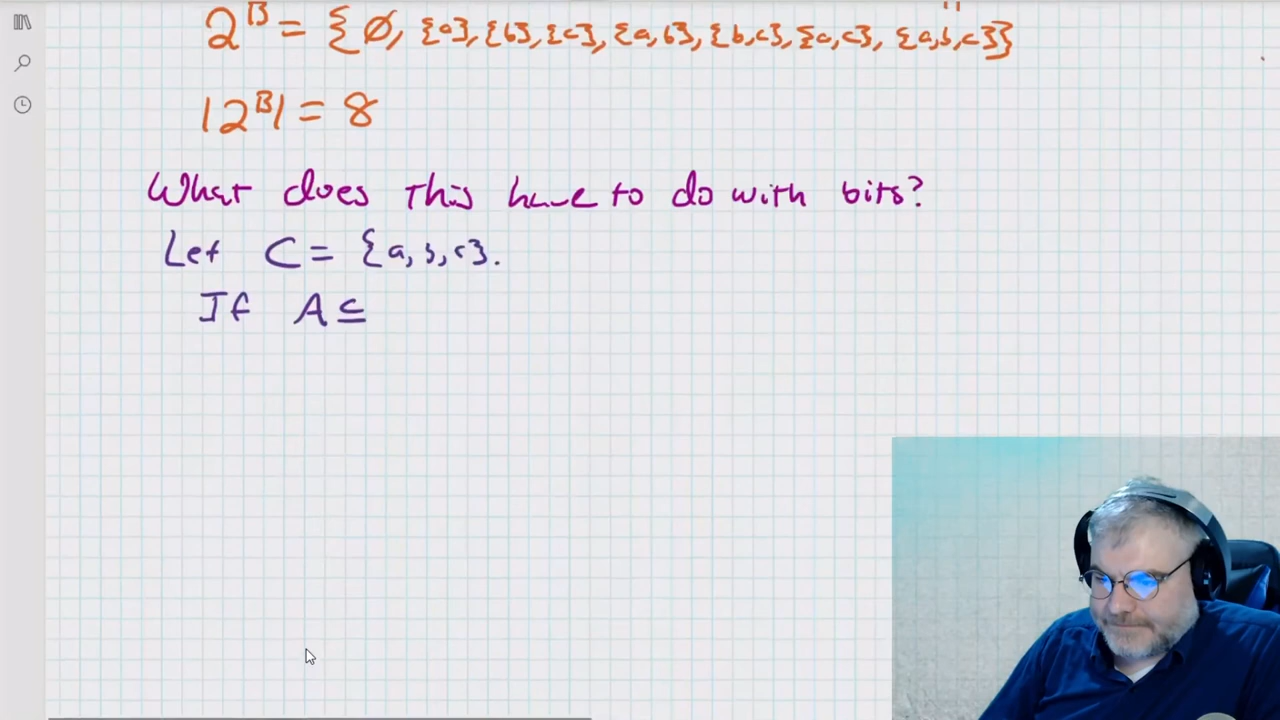 2^B = {∅, {a}, {b}, {c}, {a,b}, {b,c}, {a,c}, {a,b,c}}
|2^B| = 8
What does this have to do with bits?
Let C = {a, b, c}.
If A ⊆